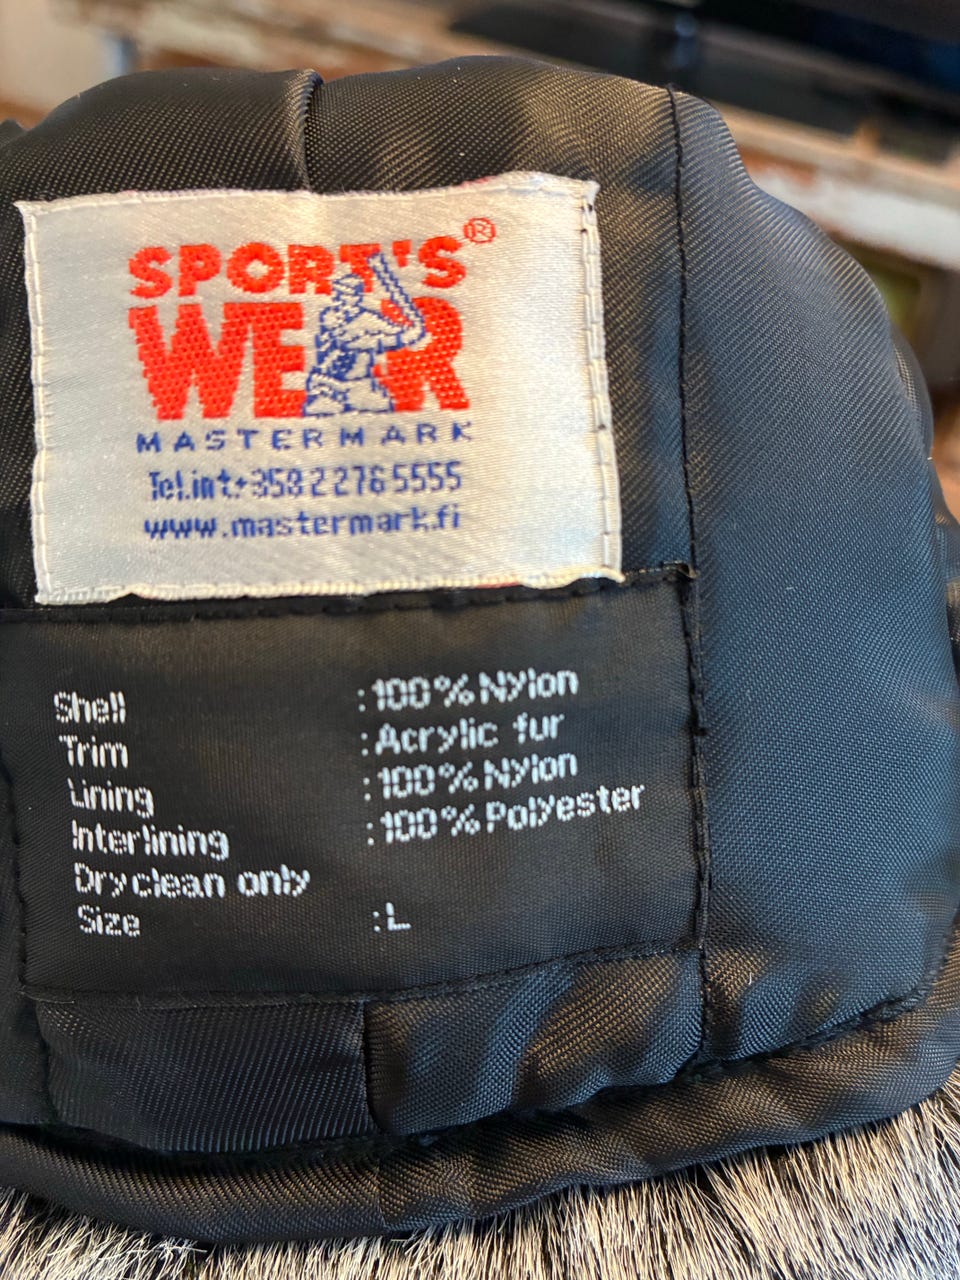 SPORT'S®
WEAR
MASTERMARK
Tel.int.+358 2 276 5555
www.mastermark.fi
Shell :100% Nylon
Trim :Acrylic fur
Lining :100% Nylon
Interlining :100% Polyester
Dry clean only
Size :L